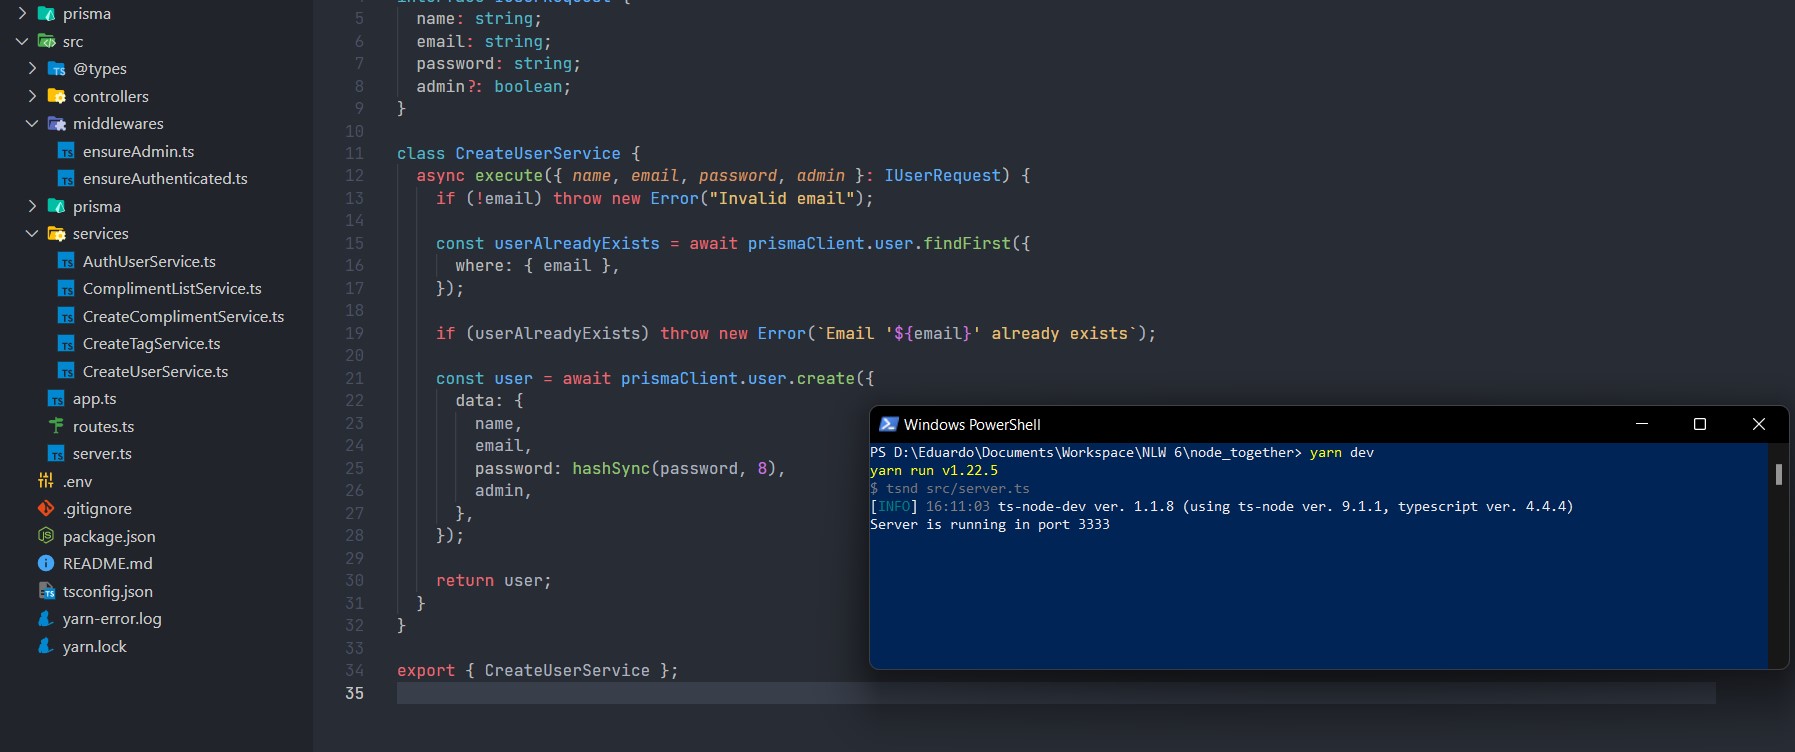 prisma
src
@types
controllers
middlewares
ensureAdmin.ts
ensureAuthenticated.ts
prisma
services
AuthUserService.ts
ComplimentListService.ts
CreateComplimentService.ts
CreateTagService.ts
CreateUserService.ts
app.ts
routes.ts
server.ts
.env
.gitignore
package.json
README.md
tsconfig.json
yarn-error.log
yarn.lock
5 name: string;
6 email: string;
7 password: string;
8 admin?: boolean;
9 }
10
11 class CreateUserService {
12 async execute({ name, email, password, admin }: IUserRequest) {
13 if (!email) throw new Error("Invalid email");
14
15 const userAlreadyExists = await prismaClient.user.findFirst({
16 where: { email },
17 });
18
19 if (userAlreadyExists) throw new Error(`Email '${email}' already exists`);
20
21 const user = await prismaClient.user.create({
22 data: {
23 name,
24 email,
25 password: hashSync(password, 8),
26 admin,
27 },
28 });
29
30 return user;
31 }
32 }
33
34 export { CreateUserService };
35
Windows PowerShell
PS D:\Eduardo\Documents\Workspace\NLW 6\node_together> yarn dev
yarn run v1.22.5
$ tsnd src/server.ts
[INFO] 16:11:03 ts-node-dev ver. 1.1.8 (using ts-node ver. 9.1.1, typescript ver. 4.4.4)
Server is running in port 3333